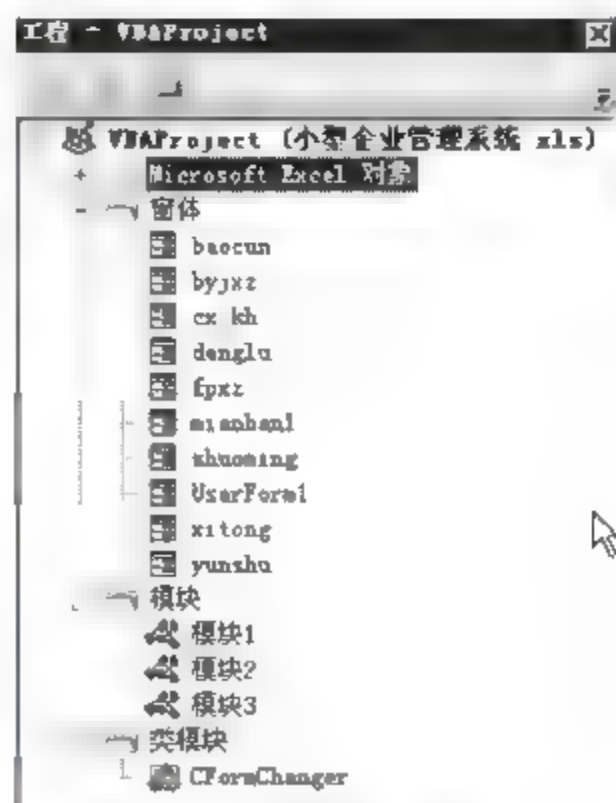 工程 - VBAProject
VBAProject (小智企业管理系统 xls)
Microsoft Excel 对象
窗体
baocun
byjxz
cx kh
denglu
fpxz
mianban1
shuoming
UserForm1
xitong
yunshu
模块
模块1
模块2
模块3
类模块
CFormChanger